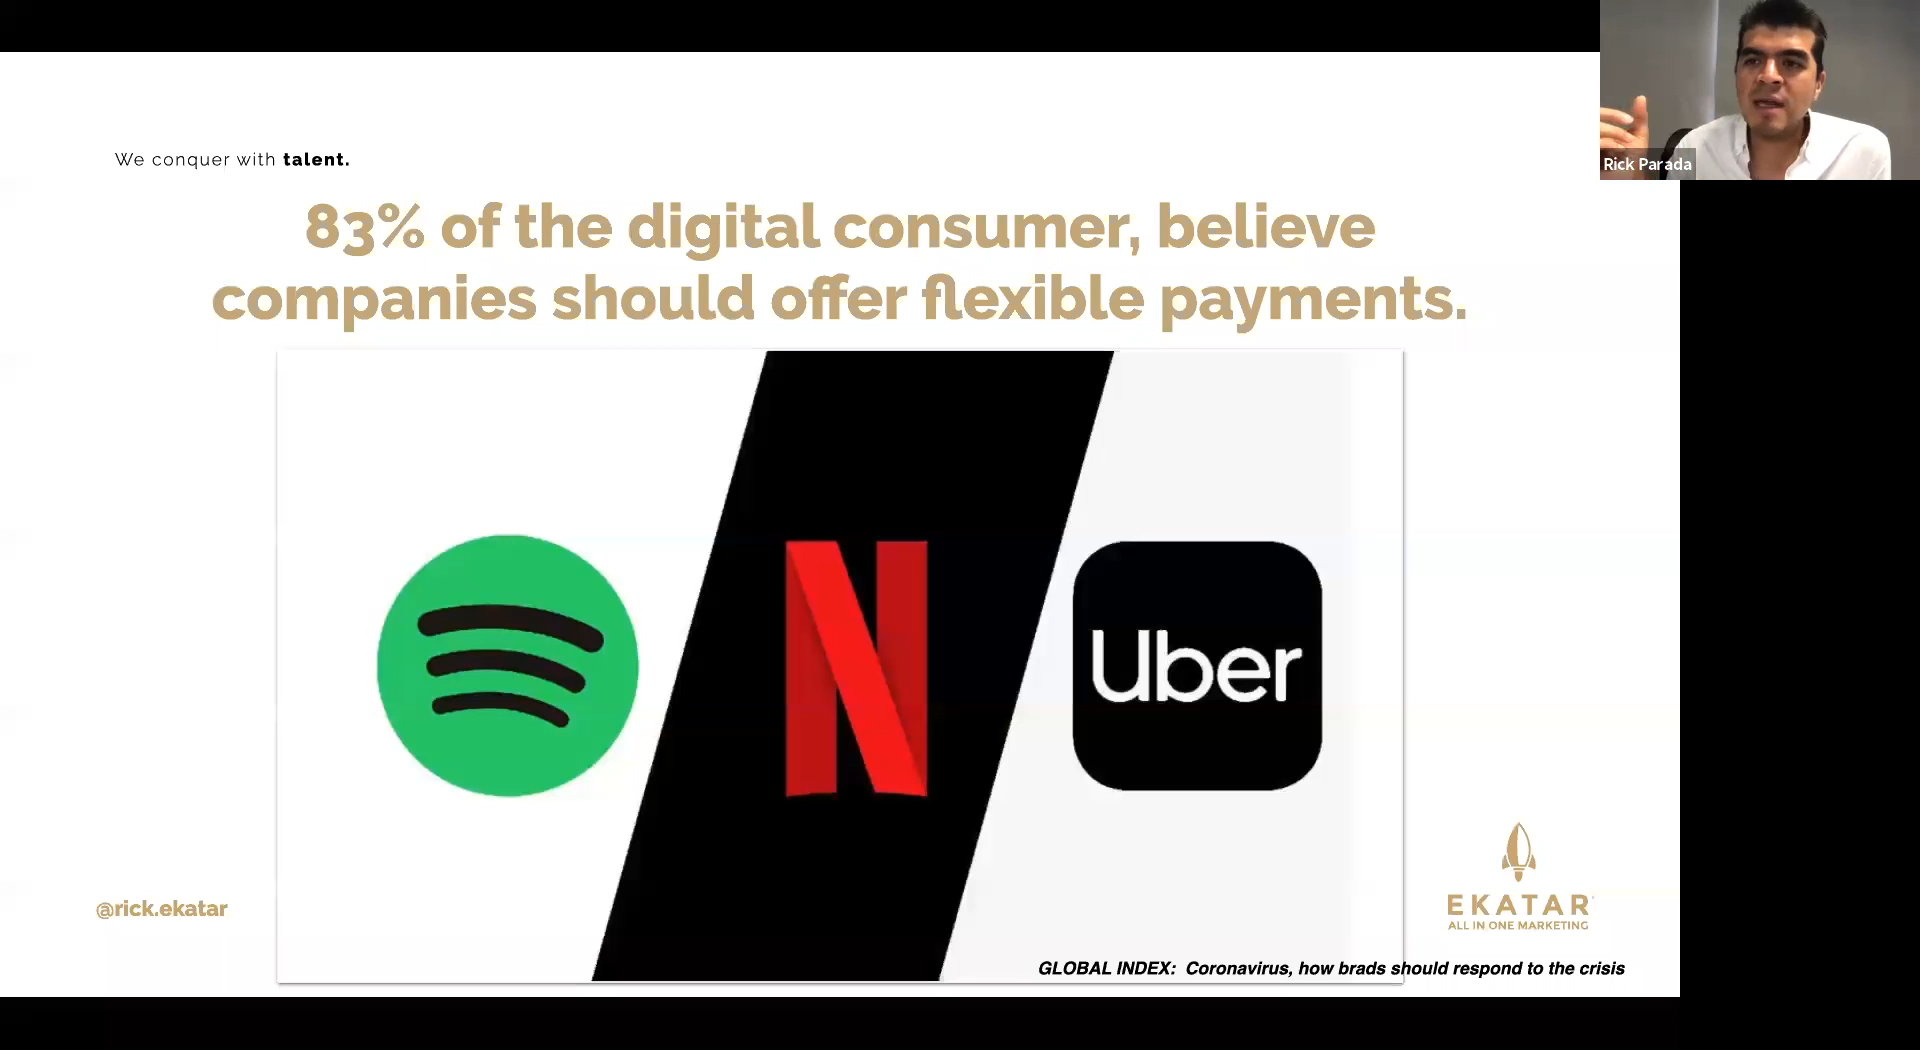 Rick Parada
We conquer with talent.
83% of the digital consumer, believe
companies should offer flexible payments.
Uber
@rick.ekatar
EKATAR
ALL IN ONE MARKETING
GLOBAL INDEX: Coronavirus, how brads should respond to the crisis